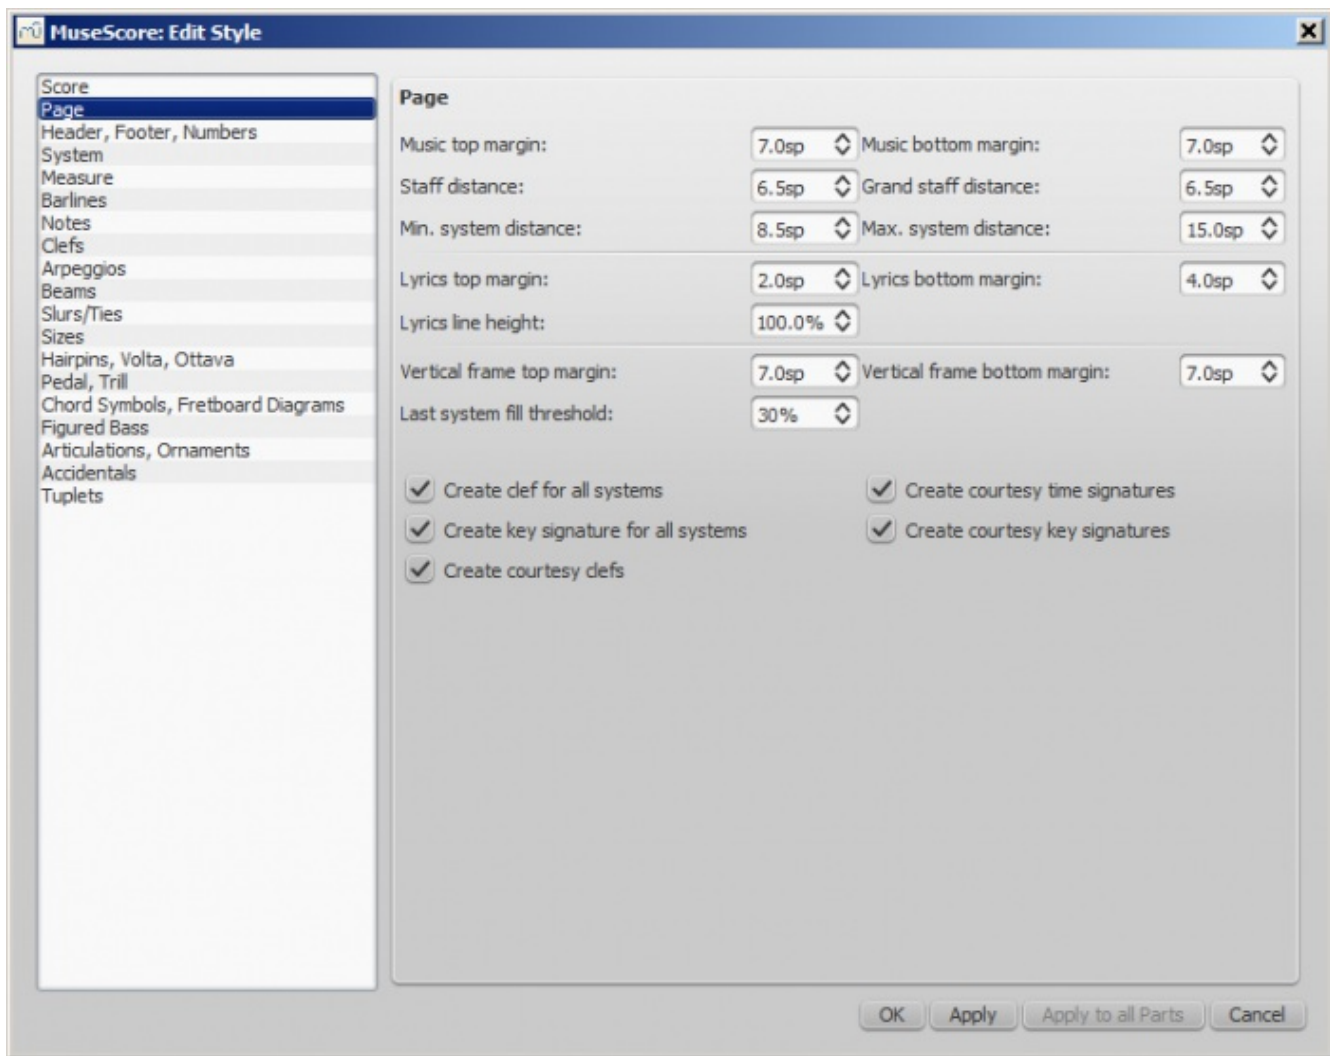 MuseScore: Edit Style
Score
Page
Header, Footer, Numbers
System
Measure
Barlines
Notes
Clefs
Arpeggios
Beams
Slurs/Ties
Sizes
Hairpins, Volta, Ottava
Pedal, Trill
Chord Symbols, Fretboard Diagrams
Figured Bass
Articulations, Ornaments
Accidentals
Tuplets
Page
Music top margin: 7.0sp Music bottom margin: 7.0sp
Staff distance: 6.5sp Grand staff distance: 6.5sp
Min. system distance: 8.5sp Max. system distance: 15.0sp
Lyrics top margin: 2.0sp Lyrics bottom margin: 4.0sp
Lyrics line height: 100.0%
Vertical frame top margin: 7.0sp Vertical frame bottom margin: 7.0sp
Last system fill threshold: 30%
Create clef for all systems Create courtesy time signatures
Create key signature for all systems Create courtesy key signatures
Create courtesy clefs
OK Apply Apply to all Parts Cancel